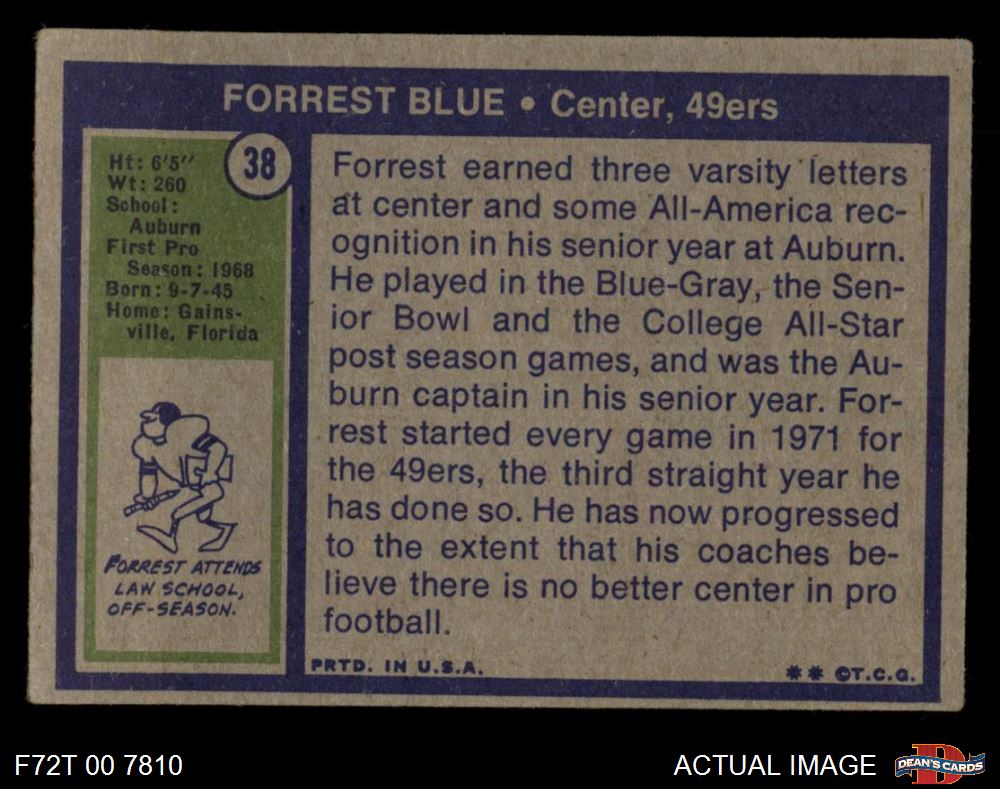 FORREST BLUE • Center, 49ers
38
Ht: 6'5''
Wt: 260
School:
Auburn
First Pro
Season: 1968
Born: 9-7-45
Home: Gains-
ville, Florida
FORREST ATTENDS
LAW SCHOOL,
OFF-SEASON.
Forrest earned three varsity letters
at center and some All-America rec-
ognition in his senior year at Auburn.
He played in the Blue-Gray, the Sen-
ior Bowl and the College All-Star
post season games, and was the Au-
burn captain in his senior year. For-
rest started every game in 1971 for
the 49ers, the third straight year he
has done so. He has now progressed
to the extent that his coaches be-
lieve there is no better center in pro
football.
PRTD. IN U.S.A.
** ©T.C.G.
F72T 00 7810
ACTUAL IMAGE
D
DEAN'S CARDS